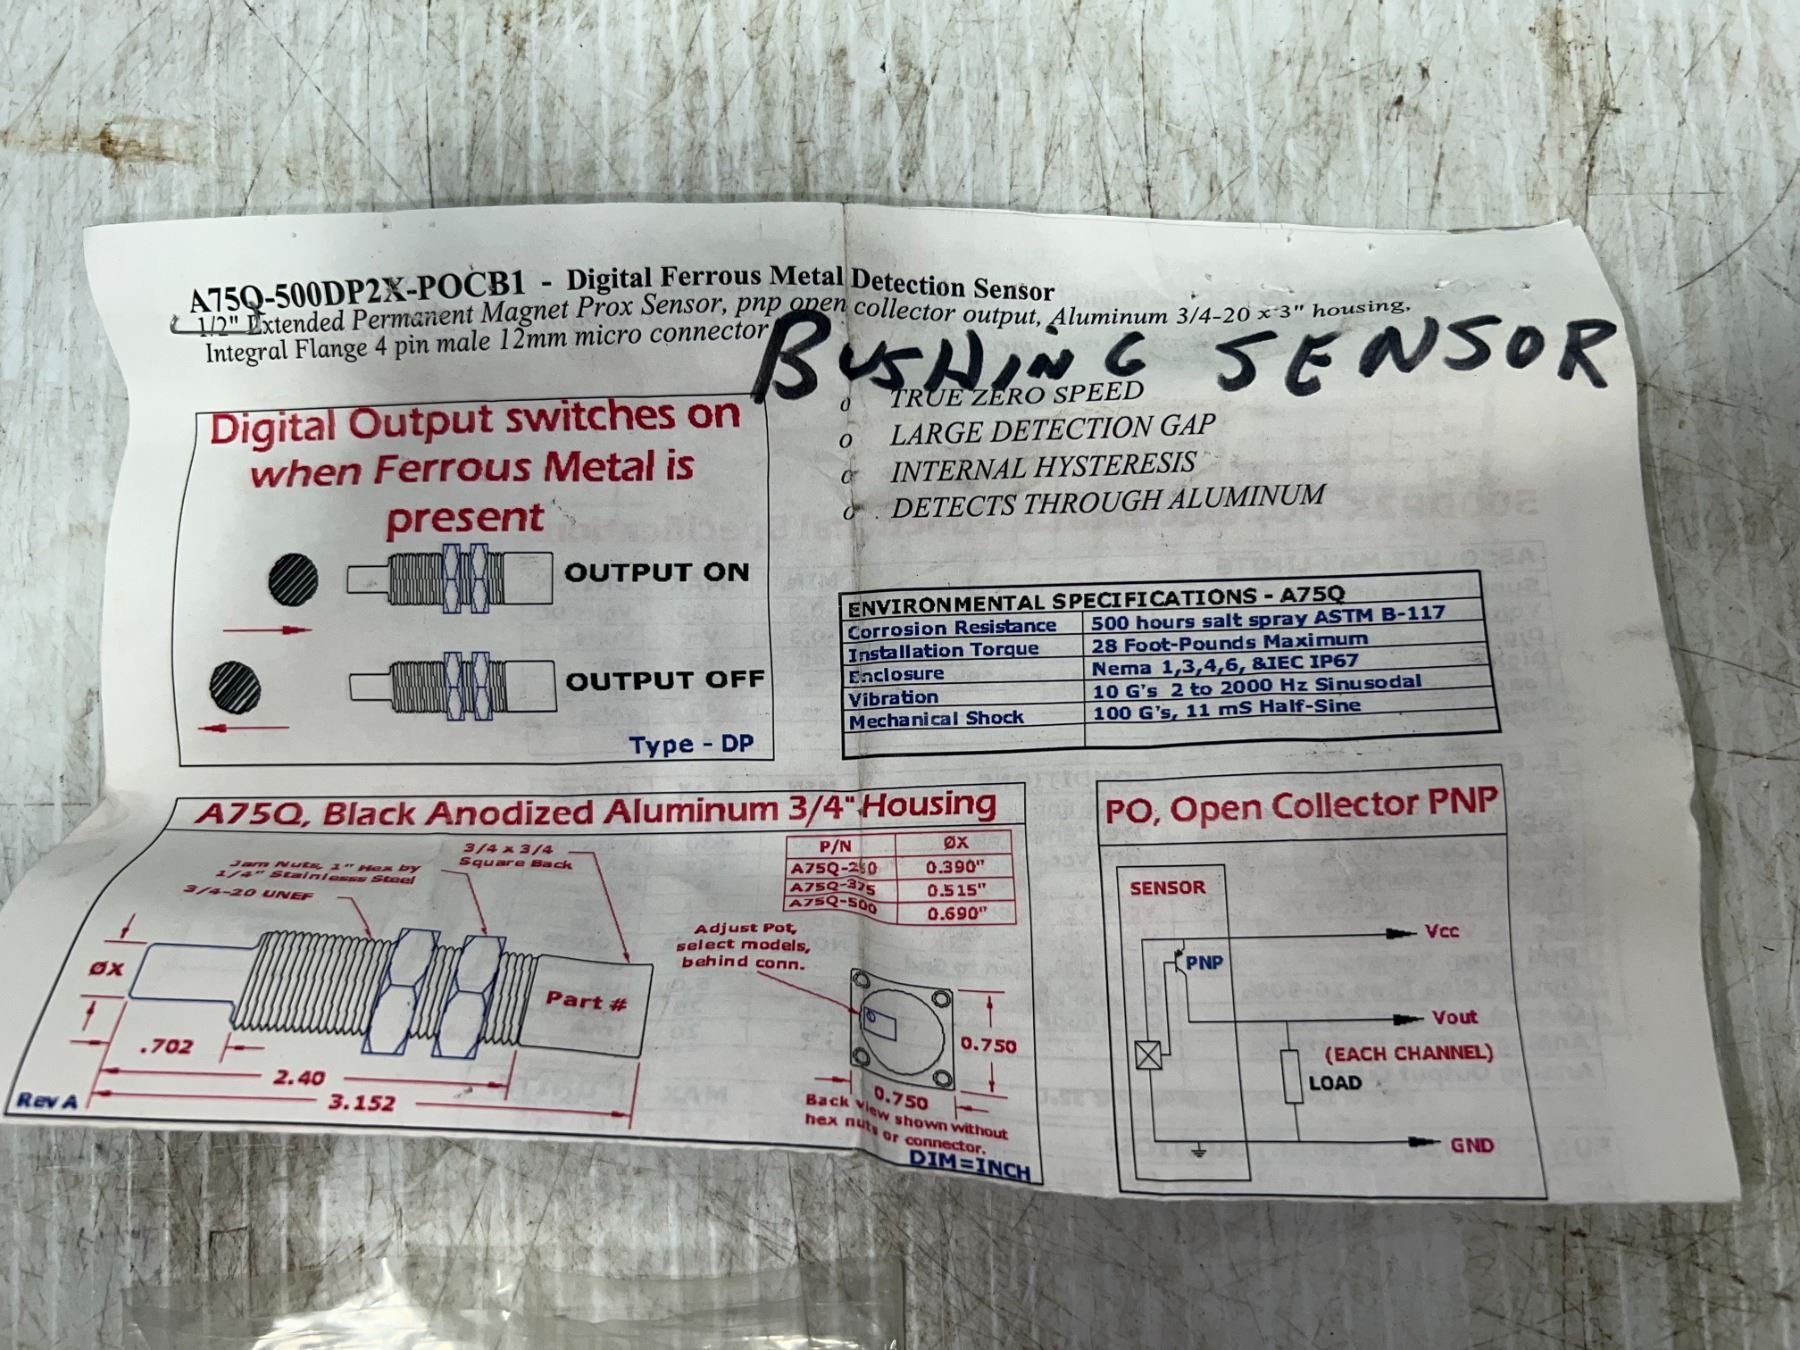 A75Q-500DP2X-POCB1 - Digital Ferrous Metal Detection Sensor
1/2" Extended Permanent Magnet Prox Sensor, pnp open collector output, Aluminum 3/4-20 x 3" housing,
Integral Flange 4 pin male 12mm micro connector
BUSHING SENSOR
Digital Output switches on
when Ferrous Metal is
present
OUTPUT ON
OUTPUT OFF
Type - DP
o TRUE ZERO SPEED
o LARGE DETECTION GAP
o INTERNAL HYSTERESIS
o DETECTS THROUGH ALUMINUM
ENVIRONMENTAL SPECIFICATIONS - A75Q
Corrosion Resistance 500 hours salt spray ASTM B-117
Installation Torque 28 Foot-Pounds Maximum
Enclosure Nema 1,3,4,6, &IEC IP67
Vibration 10 G's 2 to 2000 Hz Sinusodal
Mechanical Shock 100 G's, 11 mS Half-Sine
A75Q, Black Anodized Aluminum 3/4" Housing
3/4 x 3/4
Square Back
Jam Nuts, 1" Hex by
1/4" Stainlesss Steel
3/4-20 UNEF
P/N ØX
A75Q-250 0.390"
A75Q-375 0.515"
A75Q-500 0.690"
Adjust Pot,
select models,
behind conn.
ØX
Part #
.702
2.40
3.152
Rev A
0.750
0.750
Back view shown without
hex nuts or connector.
DIM=INCH
PO, Open Collector PNP
SENSOR
Vcc
PNP
Vout
(EACH CHANNEL)
LOAD
GND